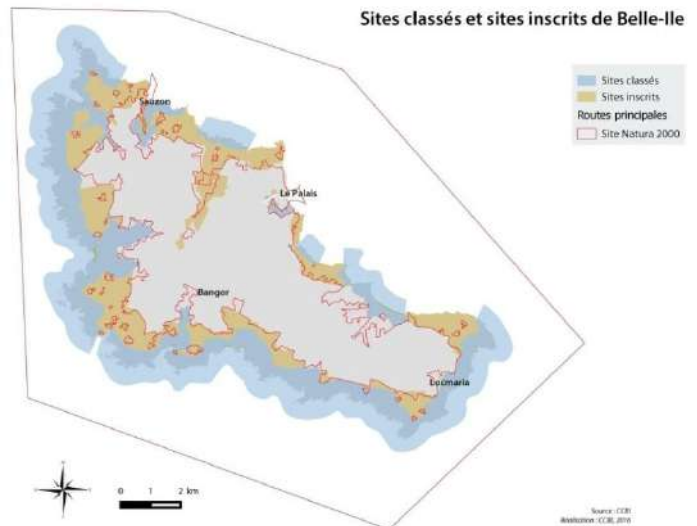 Sites classés et sites inscrits de Belle-Ile
Sites classés
Sites inscrits
Routes principales
Site Natura 2000
Sauzon
Le Palais
Bangor
Locmaria
0 1 2 km
Source : CCBI
Réalisation : CCBI, 2016